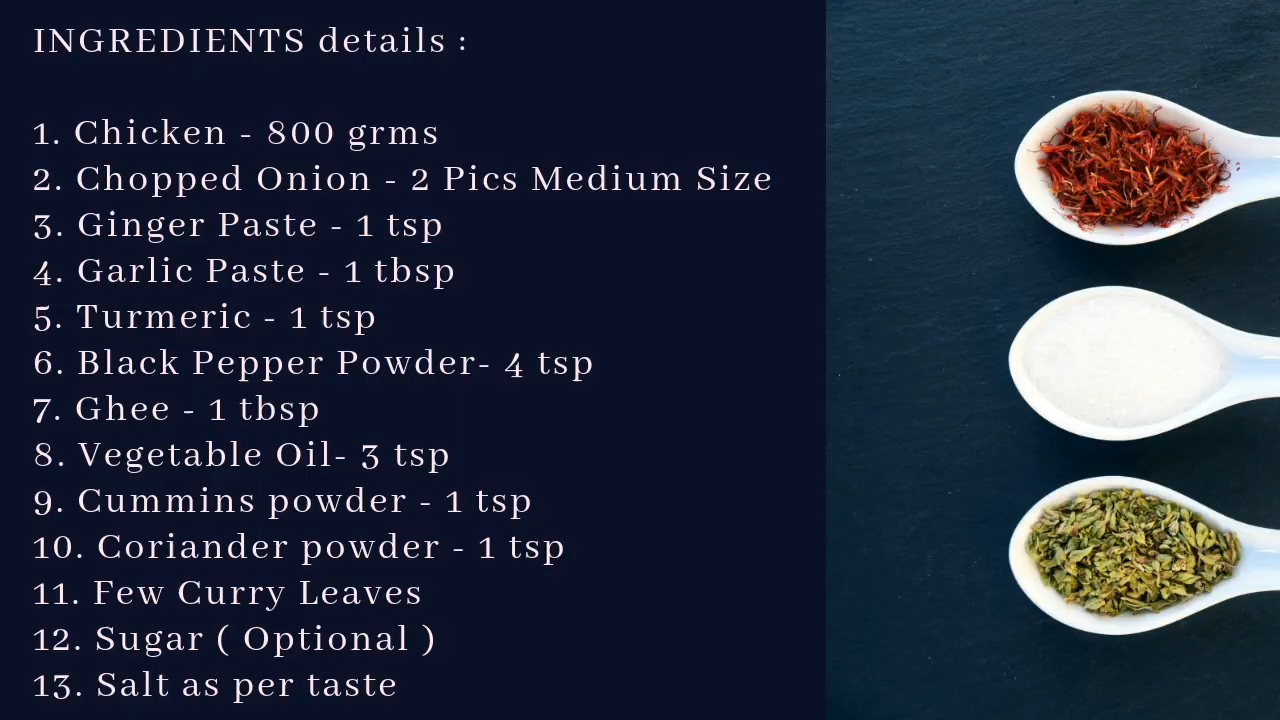 INGREDIENTS details :
1. Chicken - 800 grms
2. Chopped Onion - 2 Pics Medium Size
3. Ginger Paste - 1 tsp
4. Garlic Paste - 1 tbsp
5. Turmeric - 1 tsp
6. Black Pepper Powder- 4 tsp
7. Ghee - 1 tbsp
8. Vegetable Oil- 3 tsp
9. Cummins powder - 1 tsp
10. Coriander powder - 1 tsp
11. Few Curry Leaves
12. Sugar ( Optional )
13. Salt as per taste